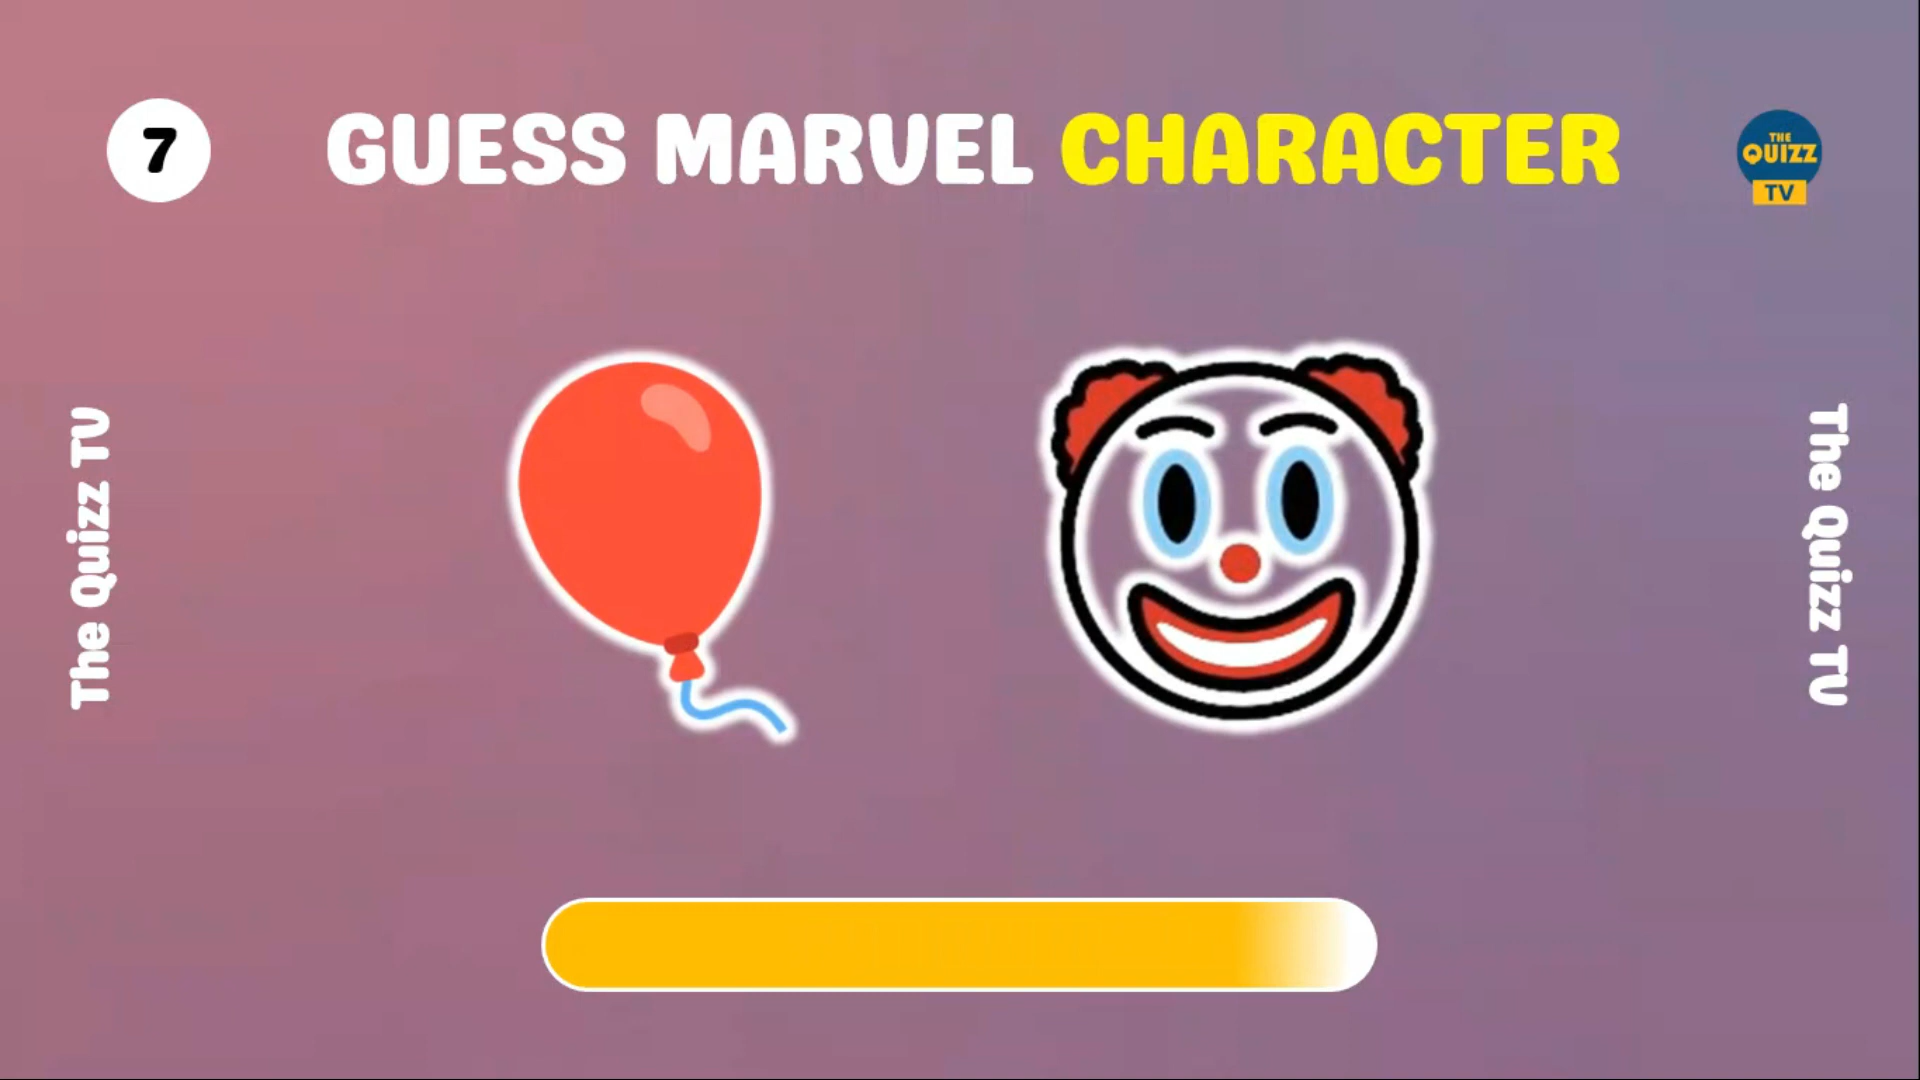 7
GUESS MARVEL CHARACTER
THE
QUIZZ
TV
The Quizz TV
The Quizz TV